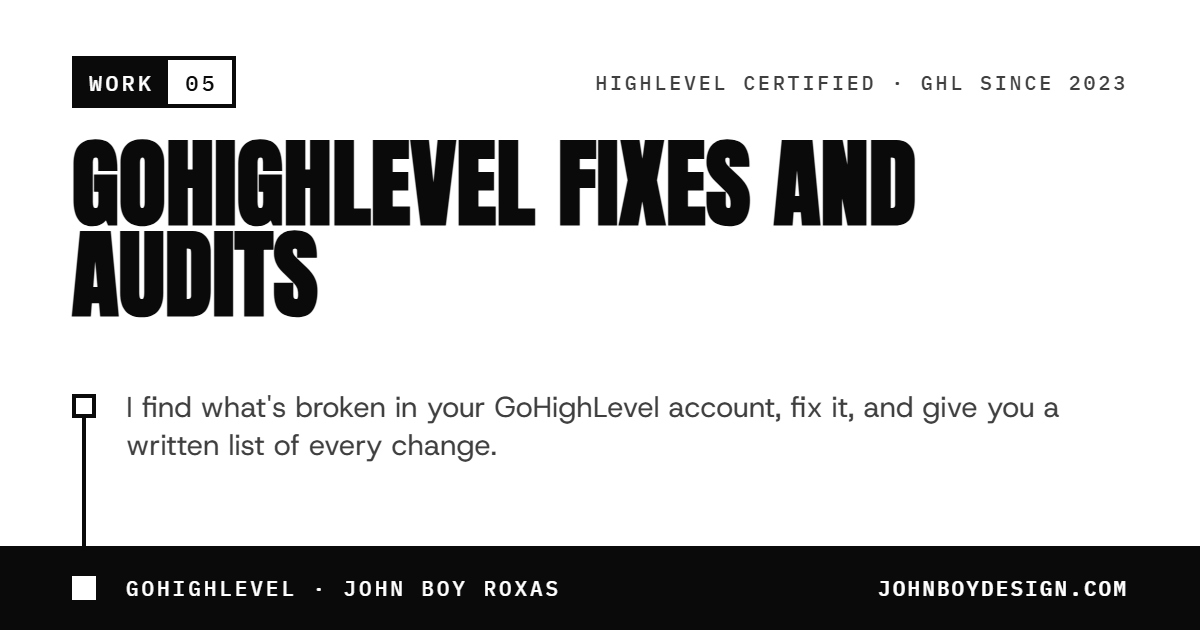 WORK 05
HIGHLEVEL CERTIFIED · GHL SINCE 2023
GOHIGHLEVEL FIXES AND
AUDITS
I find what's broken in your GoHighLevel account, fix it, and give you a
written list of every change.
GOHIGHLEVEL · JOHN BOY ROXAS
JOHNBOYDESIGN.COM